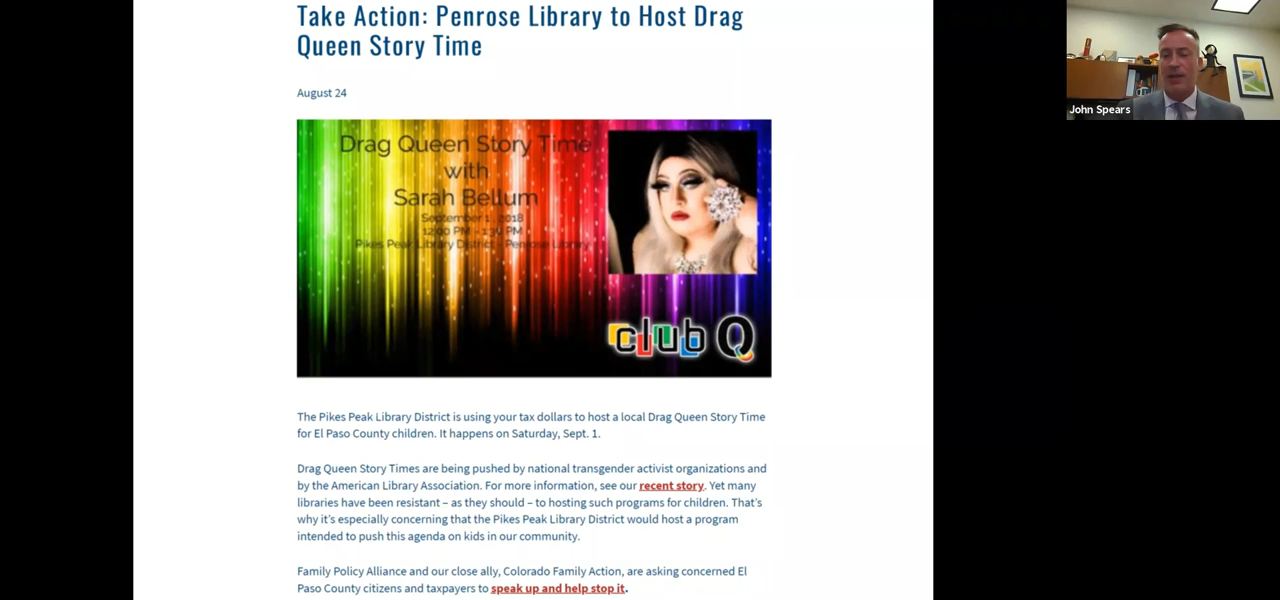 Take Action: Penrose Library to Host Drag
Queen Story Time
August 24
Drag Queen Story Time
with
Sarah Bellum
September 1, 2018
12:00 PM - 1:30 PM
Pikes Peak Library District - Penrose Library
club Q
The Pikes Peak Library District is using your tax dollars to host a local Drag Queen Story Time
for El Paso County children. It happens on Saturday, Sept. 1.
Drag Queen Story Times are being pushed by national transgender activist organizations and
by the American Library Association. For more information, see our recent story. Yet many
libraries have been resistant – as they should – to hosting such programs for children. That’s
why it’s especially concerning that the Pikes Peak Library District would host a program
intended to push this agenda on kids in our community.
Family Policy Alliance and our close ally, Colorado Family Action, are asking concerned El
Paso County citizens and taxpayers to speak up and help stop it.
John Spears